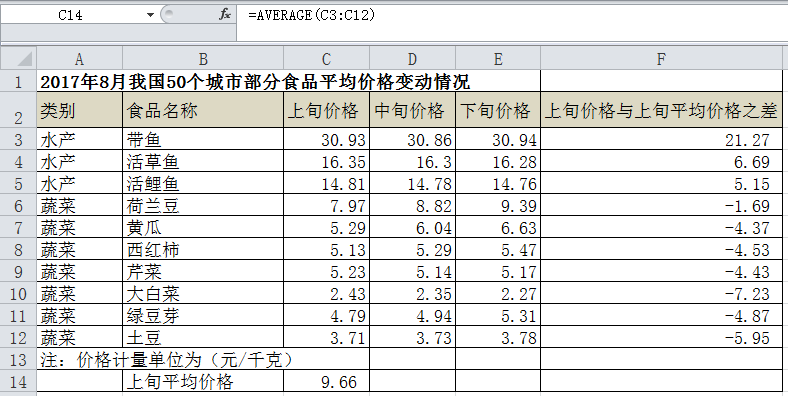 C14 fx =AVERAGE(C3:C12)
A B C D E F
1 2017年8月我国50个城市部分食品平均价格变动情况
2 类别 食品名称 上旬价格 中旬价格 下旬价格 上旬价格与上旬平均价格之差
3 水产 带鱼 30.93 30.86 30.94 21.27
4 水产 活草鱼 16.35 16.3 16.28 6.69
5 水产 活鲤鱼 14.81 14.78 14.76 5.15
6 蔬菜 荷兰豆 7.97 8.82 9.39 -1.69
7 蔬菜 黄瓜 5.29 6.04 6.63 -4.37
8 蔬菜 西红柿 5.13 5.29 5.47 -4.53
9 蔬菜 芹菜 5.23 5.14 5.17 -4.43
10 蔬菜 大白菜 2.43 2.35 2.27 -7.23
11 蔬菜 绿豆芽 4.79 4.94 5.31 -4.87
12 蔬菜 土豆 3.71 3.73 3.78 -5.95
13 注：价格计量单位为（元/千克）
14 上旬平均价格 9.66